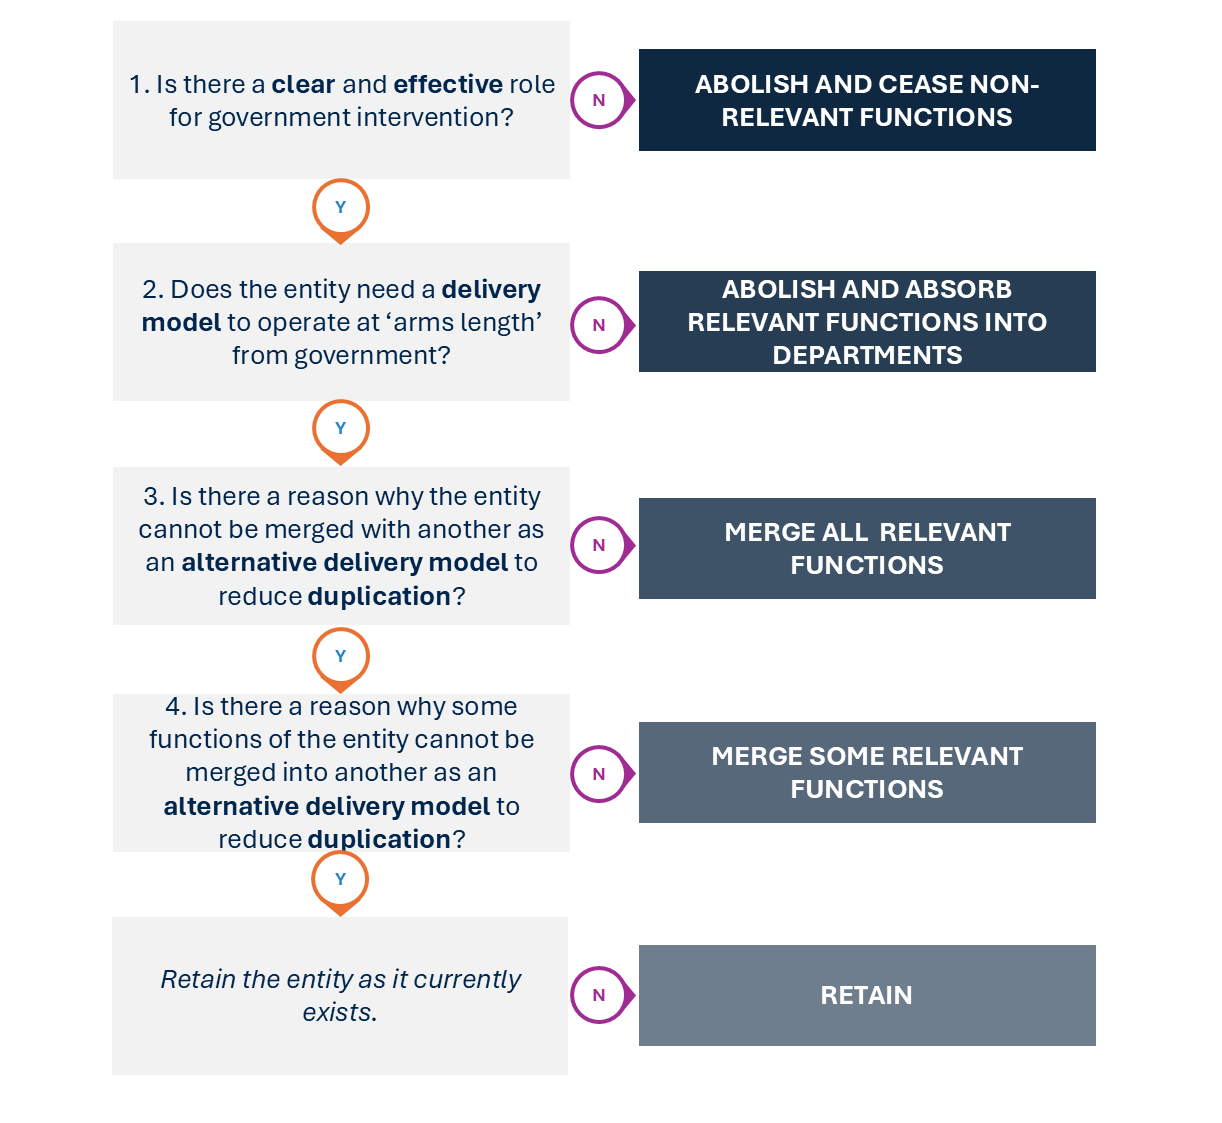 1. Is there a clear and effective role
for government intervention?
N
ABOLISH AND CEASE NON-
RELEVANT FUNCTIONS
Y
2. Does the entity need a delivery
model to operate at ‘arms length’
from government?
N
ABOLISH AND ABSORB
RELEVANT FUNCTIONS INTO
DEPARTMENTS
Y
3. Is there a reason why the entity
cannot be merged with another as
an alternative delivery model to
reduce duplication?
N
MERGE ALL  RELEVANT
FUNCTIONS
Y
4. Is there a reason why some
functions of the entity cannot be
merged into another as an
alternative delivery model to
reduce duplication?
N
MERGE SOME RELEVANT
FUNCTIONS
Y
Retain the entity as it currently
exists.
N
RETAIN